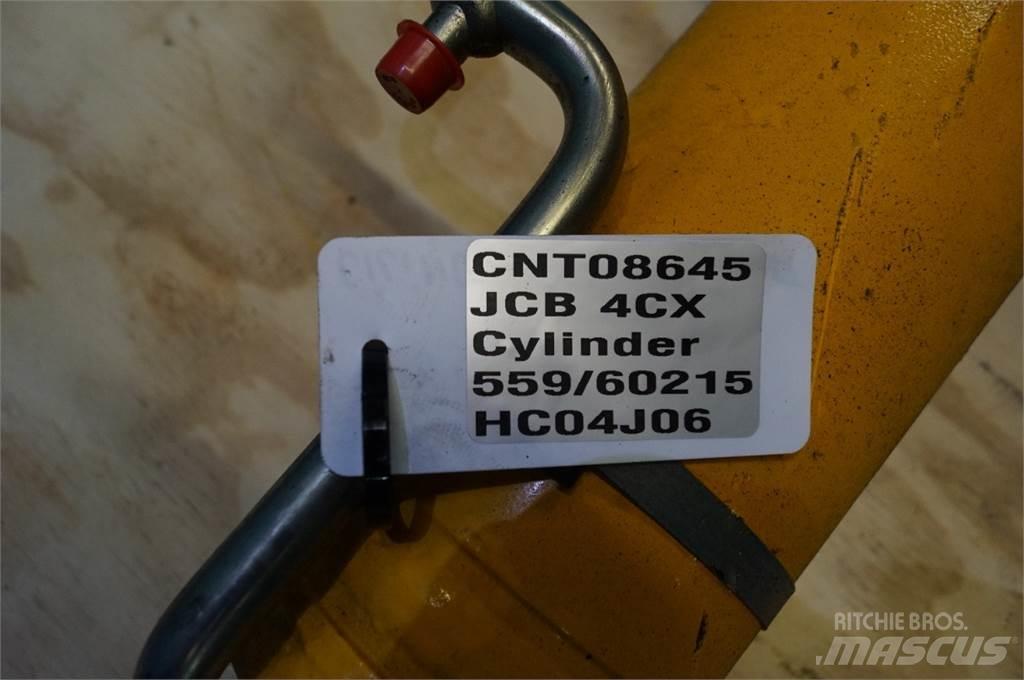 CNT08645
JCB 4CX
Cylinder
559/60215
HC04J06
RITCHIE BROS.
MASCUS